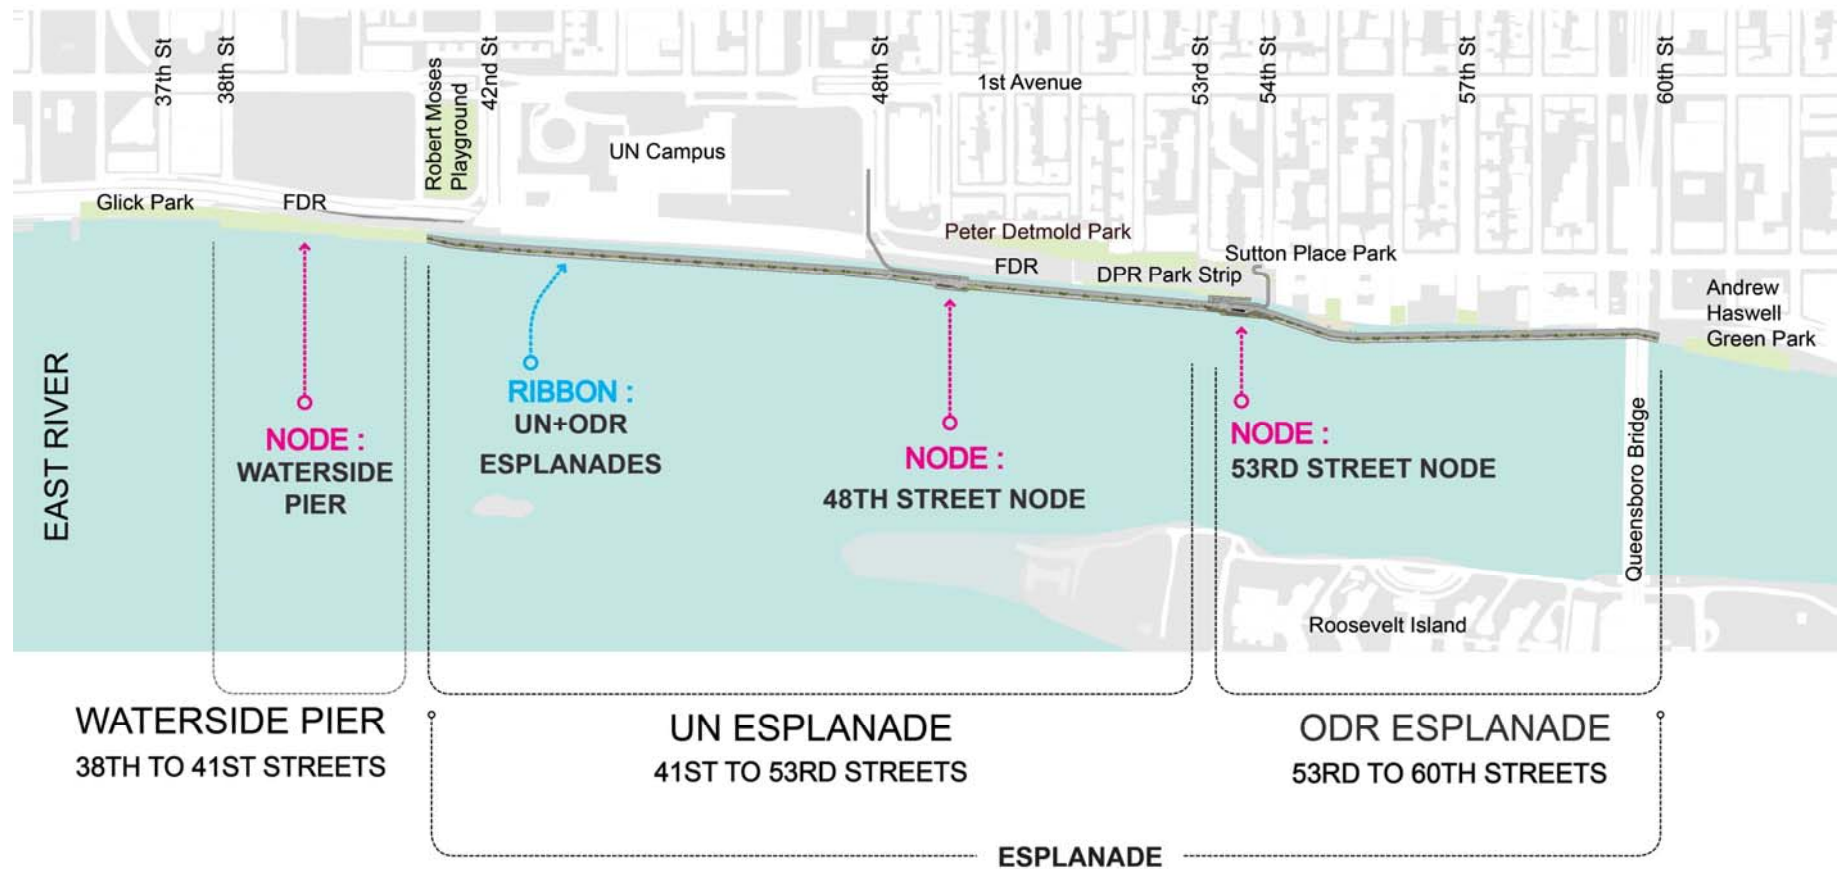 37th St
38th St
Robert Moses
Playground
42nd St
48th St
1st Avenue
53rd St
54th St
57th St
60th St
UN Campus
Glick Park
FDR
Peter Detmold Park
FDR
DPR Park Strip
Sutton Place Park
Andrew
Haswell
Green Park
EAST RIVER
NODE :
WATERSIDE
PIER
RIBBON :
UN+ODR
ESPLANADES
NODE :
48TH STREET NODE
NODE :
53RD STREET NODE
Queensboro Bridge
Roosevelt Island
WATERSIDE PIER
38TH TO 41ST STREETS
UN ESPLANADE
41ST TO 53RD STREETS
ODR ESPLANADE
53RD TO 60TH STREETS
ESPLANADE